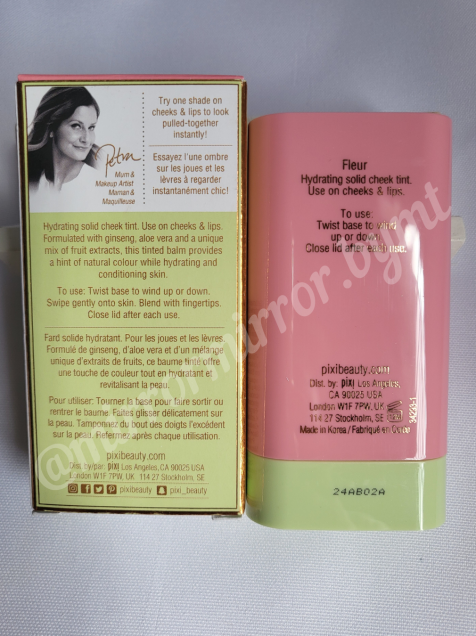 Petra
Mum &
Makeup Artist
Maman &
Maquilleuse
Try one shade on
cheeks & lips to look
pulled-together
instantly!
Essayez l'une ombre
sur les joues et les
lèvres à regarder
instantanément chic!
Hydrating solid cheek tint. Use on cheeks & lips.
Formulated with ginseng, aloe vera and a unique
mix of fruit extracts, this tinted balm provides
a hint of natural colour while hydrating and
conditioning skin.
To use: Twist base to wind up or down.
Swipe gently onto skin. Blend with fingertips.
Close lid after each use.
Fard solide hydratant. Pour les joues et les lèvres.
Formulé de ginseng, d'aloe vera et d'un mélange
unique d'extraits de fruits, ce baume tinté offre
une touche de couleur tout en hydratant et
revitalisant la peau.
Pour utiliser: Tourner la base pour faire sortir ou
rentrer le baume. Faites glisser délicatement sur
la peau. Tamponnez du bout des doigts l'excédent
sur la peau. Refermez après chaque utilisation.
pixibeauty.com
Dist. by/par: pixi Los Angeles, CA 90025 USA
London W1F 7PW, UK 114 27 Stockholm, SE
pixibeauty pixi_beauty
Fleur
Hydrating solid cheek tint.
Use on cheeks & lips.
To use:
Twist base to wind
up or down.
Close lid after each use.
pixibeauty.com
Dist. by: pixi Los Angeles,
CA 90025 USA
London W1F 7PW, UK
114 27 Stockholm, SE
Made in Korea / Fabriqué en Corée
34223-1
24AB02A